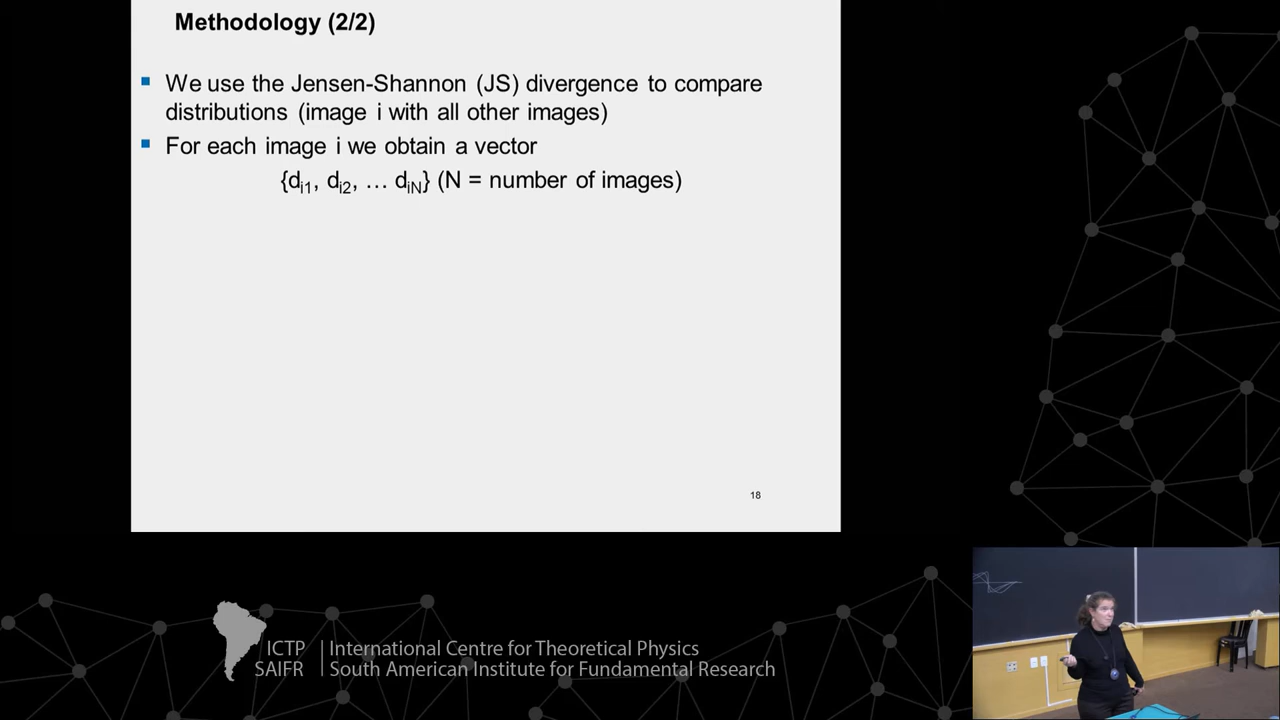 Methodology (2/2)
We use the Jensen-Shannon (JS) divergence to compare
distributions (image i with all other images)
For each image i we obtain a vector
{di1, di2, … diN} (N = number of images)
18
ICTP
SAIFR
International Centre for Theoretical Physics
South American Institute for Fundamental Research